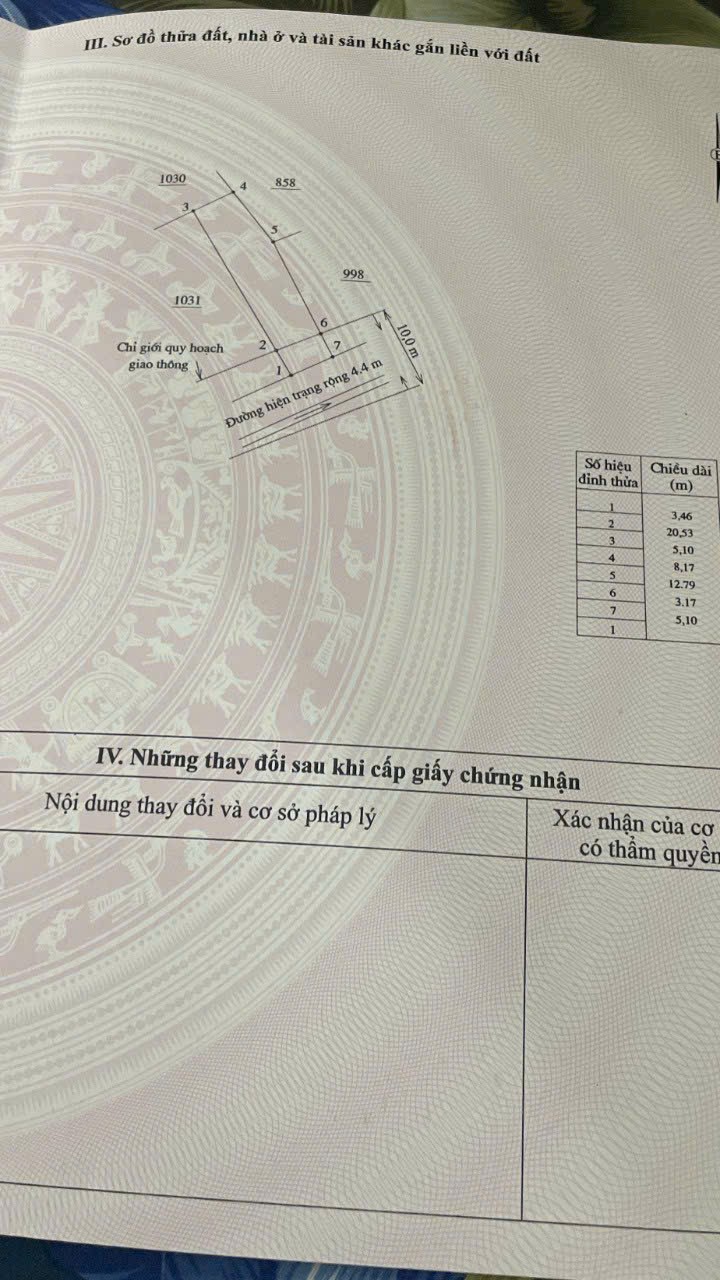 III. Sơ đồ thửa đất, nhà ở và tài sản khác gắn liền với đất
1030
4
858
3
5
998
1031
6
10.0 m
Chỉ giới quy hoạch
giao thông
2
7
1
Đường hiện trạng rộng 4.4 m
Số hiệu
đỉnh thửa
Chiều dài
(m)
1
3,46
2
20,53
3
5,10
4
8,17
5
12.79
6
3.17
7
5,10
1
IV. Những thay đổi sau khi cấp giấy chứng nhận
Nội dung thay đổi và cơ sở pháp lý
Xác nhận của cơ
có thẩm quyền